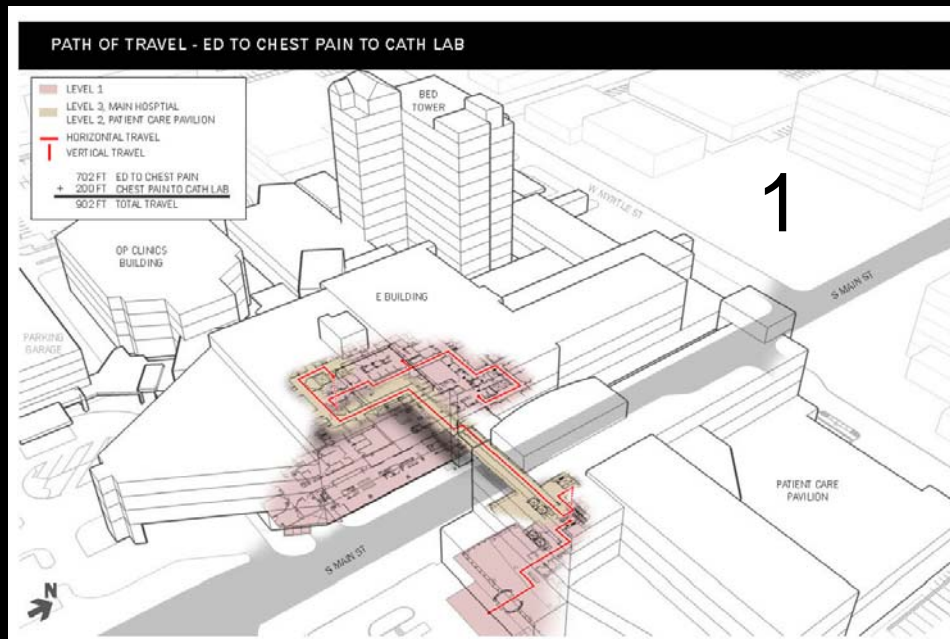 PATH OF TRAVEL - ED TO CHEST PAIN TO CATH LAB
LEVEL 1
LEVEL 3, MAIN HOSPTIAL
LEVEL 2, PATIENT CARE PAVILION
HORIZONTAL TRAVEL
VERTICAL TRAVEL
702 FT ED TO CHEST PAIN
+ 200 FT CHEST PAIN TO CATH LAB
902 FT TOTAL TRAVEL
BED
TOWER
W MYRTLE ST
1
OP CLINICS
BUILDING
S MAIN ST
E BUILDING
PARKING
GARAGE
PATIENT CARE
PAVILION
S MAIN ST
N